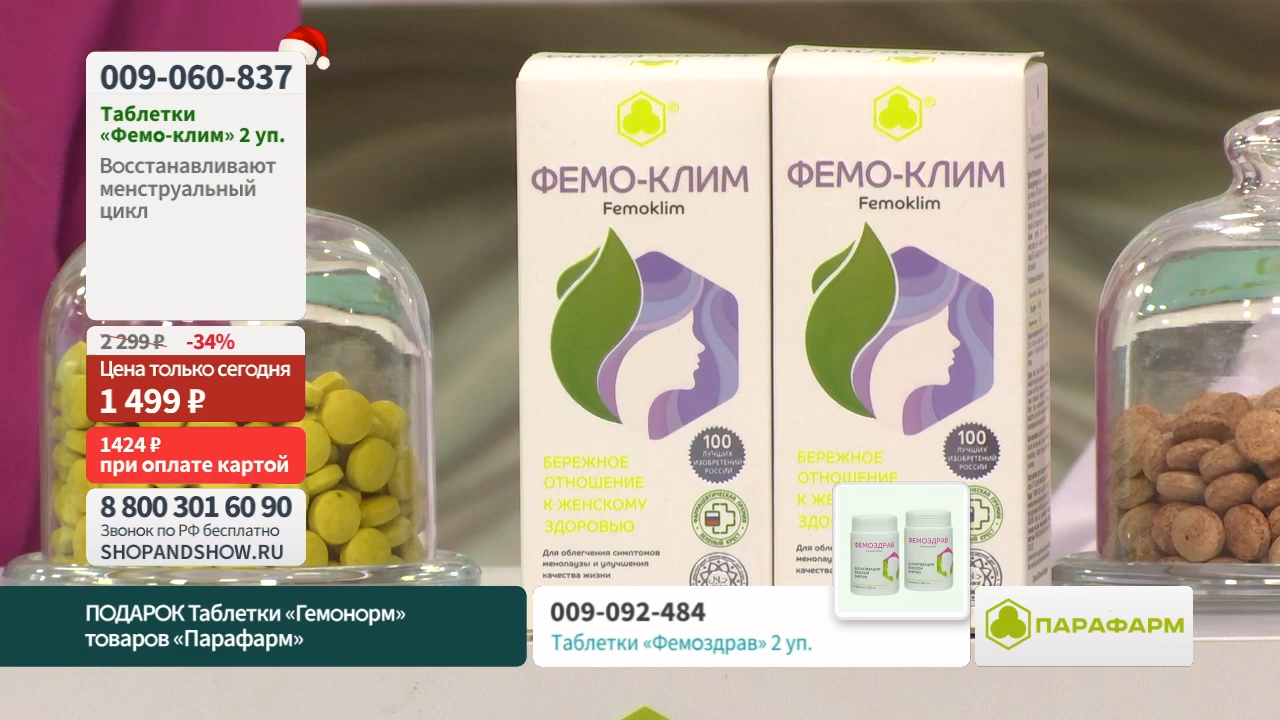 009-060-837
Таблетки
«Фемо-клим» 2 уп.
Восстанавливают
менструальный
цикл
2 299 ₽ -34%
Цена только сегодня
1 499 ₽
1424 ₽
при оплате картой
8 800 301 60 90
Звонок по РФ бесплатно
SHOPANDSHOW.RU
ФЕМО-КЛИМ
Femoklim
100
ЛУЧШИХ
ИЗОБРЕТЕНИЙ
РОССИИ
БЕРЕЖНОЕ
ОТНОШЕНИЕ
К ЖЕНСКОМУ
ЗДОРОВЬЮ
Для облегчения симптомов
менопаузы и улучшения
качества жизни
ФЕМО-КЛИМ
Femoklim
100
ЛУЧШИХ
ИЗОБРЕТЕНИЙ
РОССИИ
БЕРЕЖНОЕ
ОТНОШЕНИЕ
ФЕМОЗДРАВ
ФЕМОЗДРАВ
ПОДАРОК Таблетки «Гемонорм»
товаров «Парафарм»
009-092-484
Таблетки «Фемоздрав» 2 уп.
ПАРАФАРМ